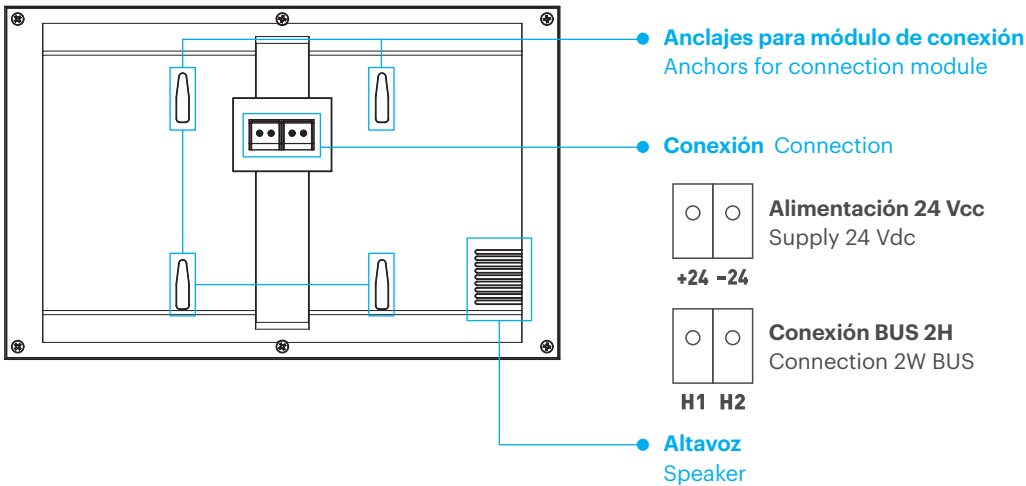 Anclajes para módulo de conexión
Anchors for connection module
Conexión Connection
Alimentación 24 Vcc
Supply 24 Vdc
+24 -24
Conexión BUS 2H
Connection 2W BUS
H1 H2
Altavoz
Speaker